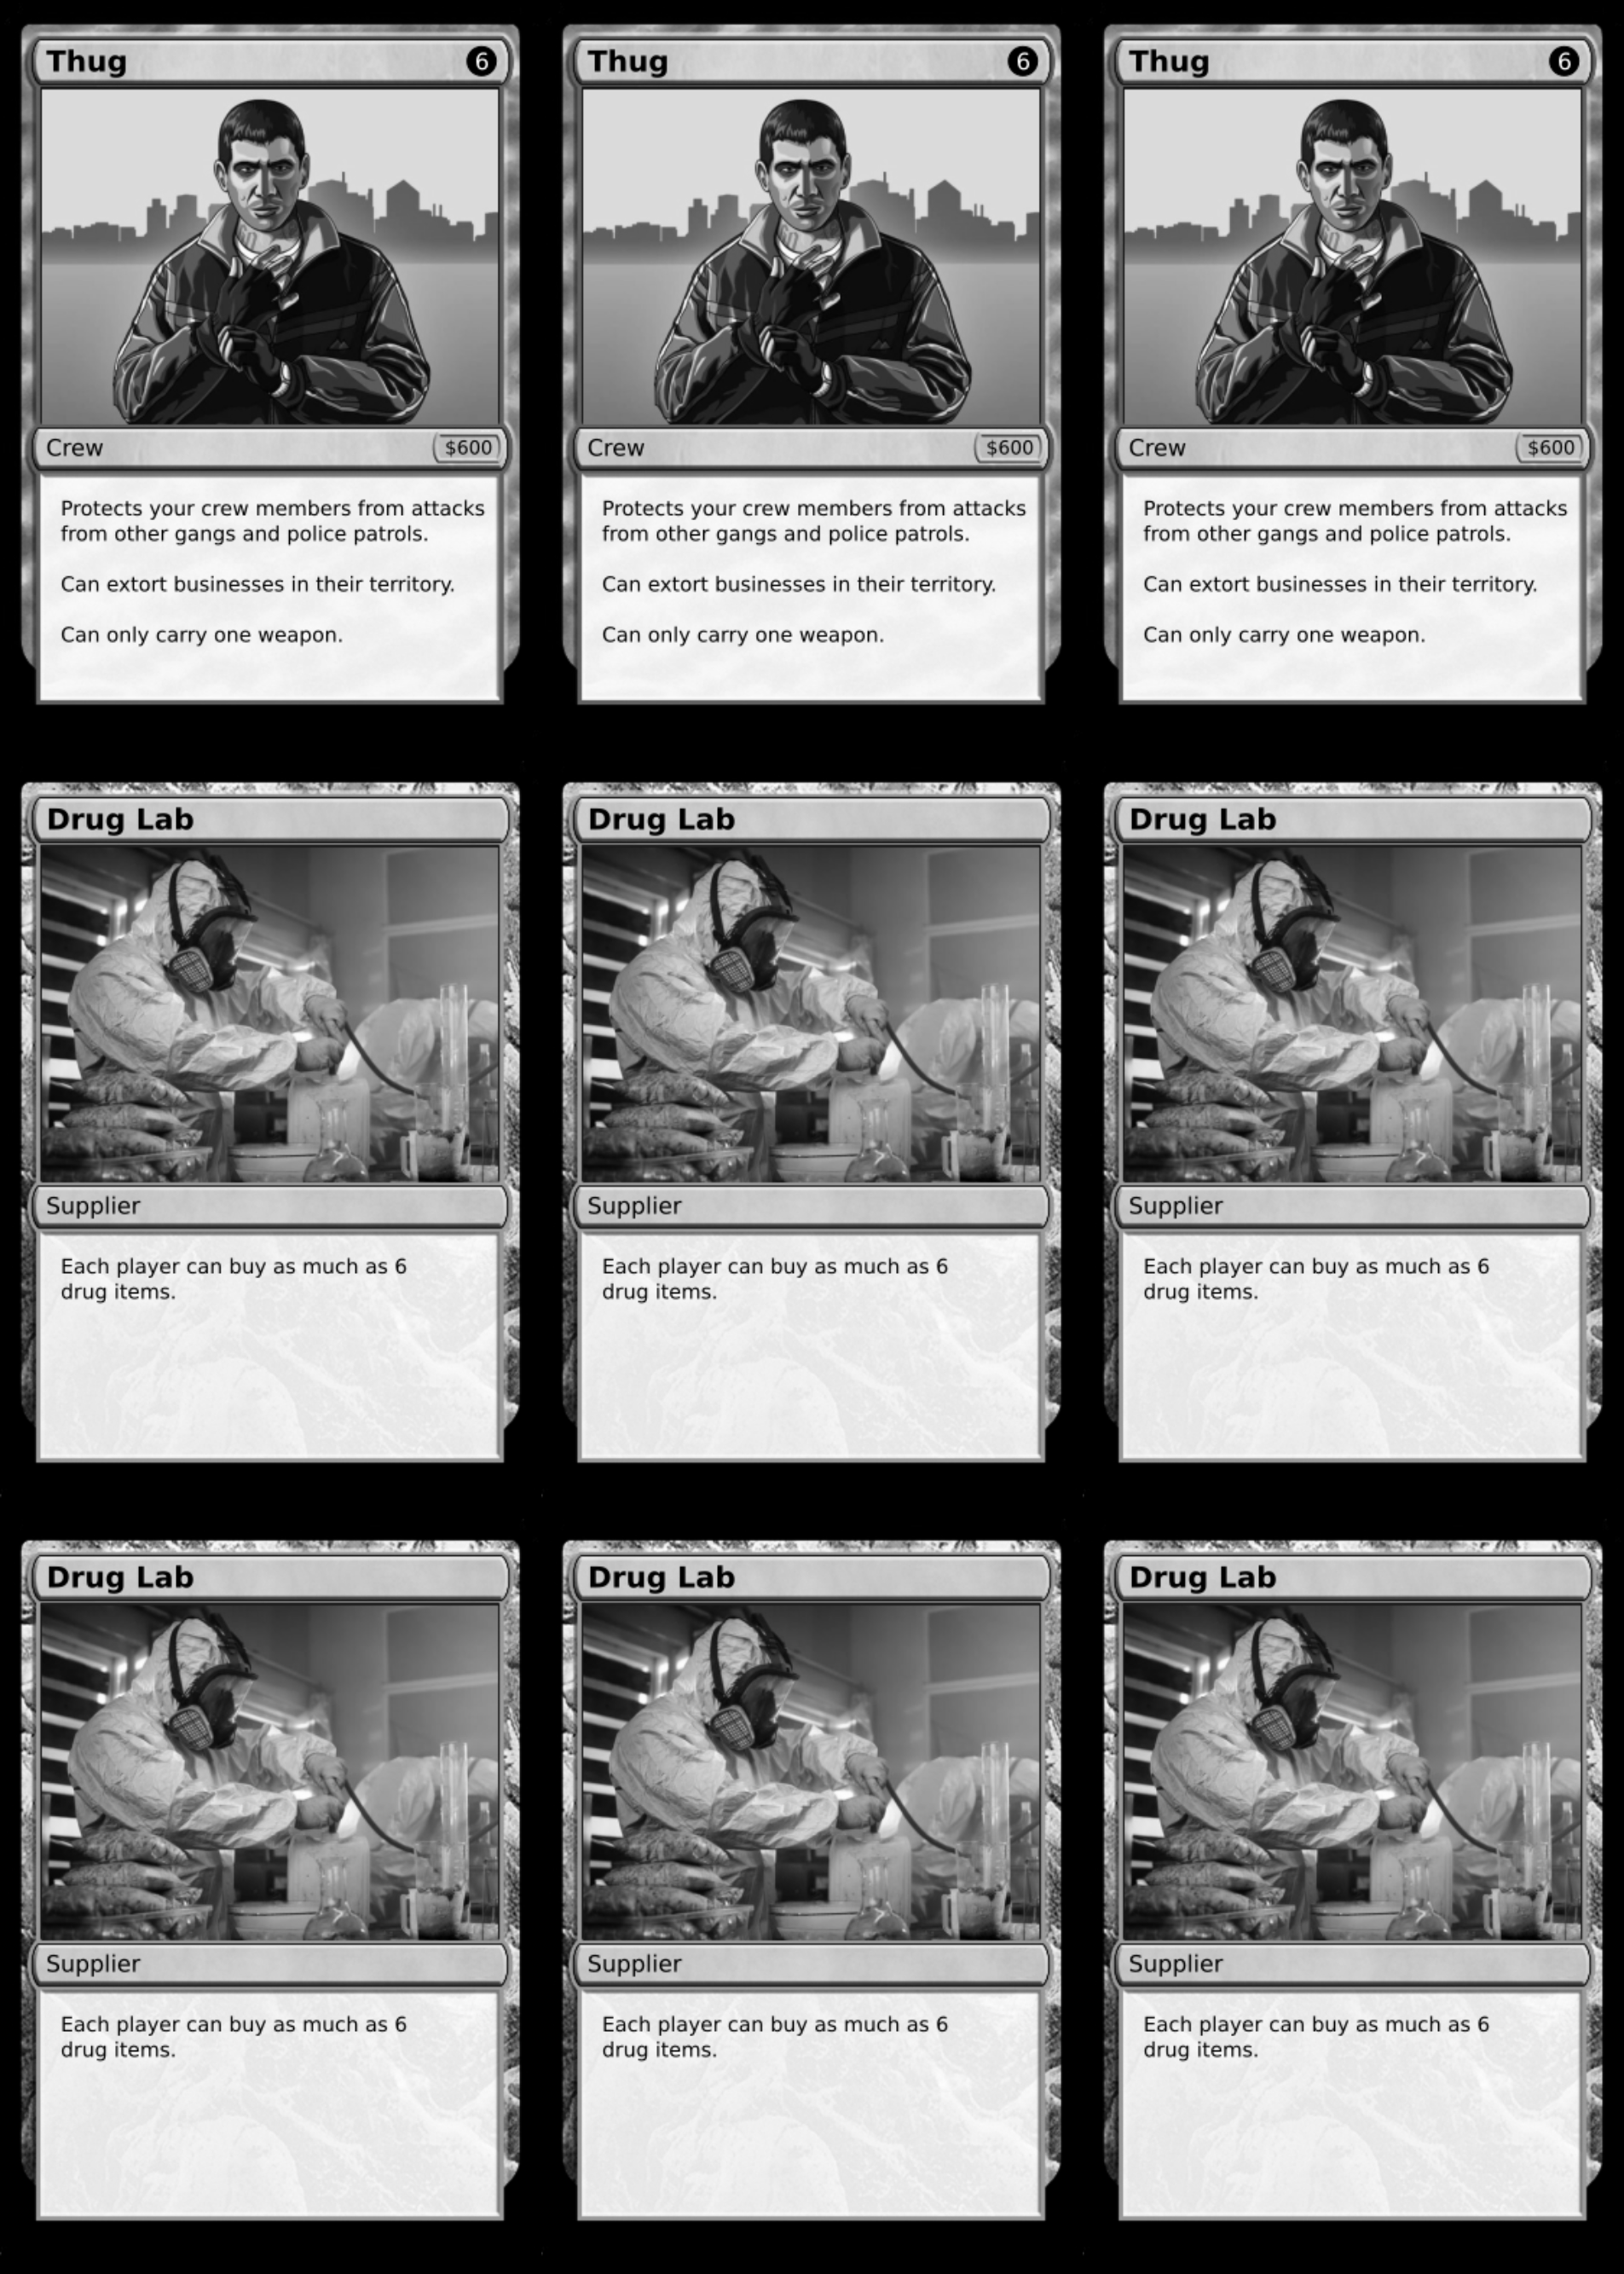 Thug 6
Crew $600
Protects your crew members from attacks
from other gangs and police patrols.
Can extort businesses in their territory.
Can only carry one weapon.
Thug 6
Crew $600
Protects your crew members from attacks
from other gangs and police patrols.
Can extort businesses in their territory.
Can only carry one weapon.
Thug 6
Crew $600
Protects your crew members from attacks
from other gangs and police patrols.
Can extort businesses in their territory.
Can only carry one weapon.
Drug Lab
Supplier
Each player can buy as much as 6
drug items.
Drug Lab
Supplier
Each player can buy as much as 6
drug items.
Drug Lab
Supplier
Each player can buy as much as 6
drug items.
Drug Lab
Supplier
Each player can buy as much as 6
drug items.
Drug Lab
Supplier
Each player can buy as much as 6
drug items.
Drug Lab
Supplier
Each player can buy as much as 6
drug items.